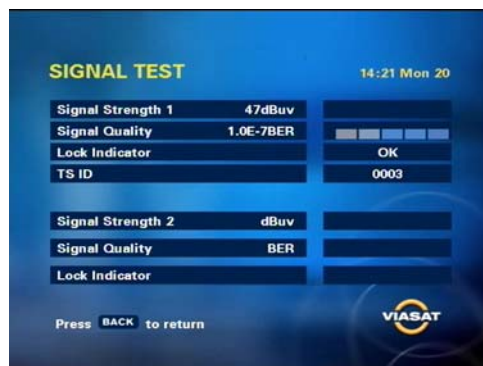 SIGNAL TEST 14:21 Mon 20
Signal Strength 1 47dBuv
Signal Quality 1.0E-7BER
Lock Indicator OK
TS ID 0003
Signal Strength 2 dBuv
Signal Quality BER
Lock Indicator
Press BACK to return
VIASAT